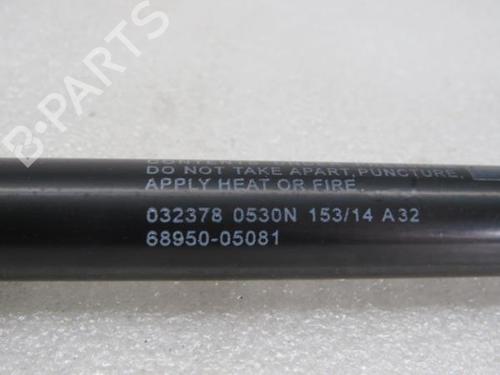 DO NOT TAKE APART, PUNCTURE,
APPLY HEAT OR FIRE.
032378 0530N 153/14 A32
68950-05081
B-PARTS